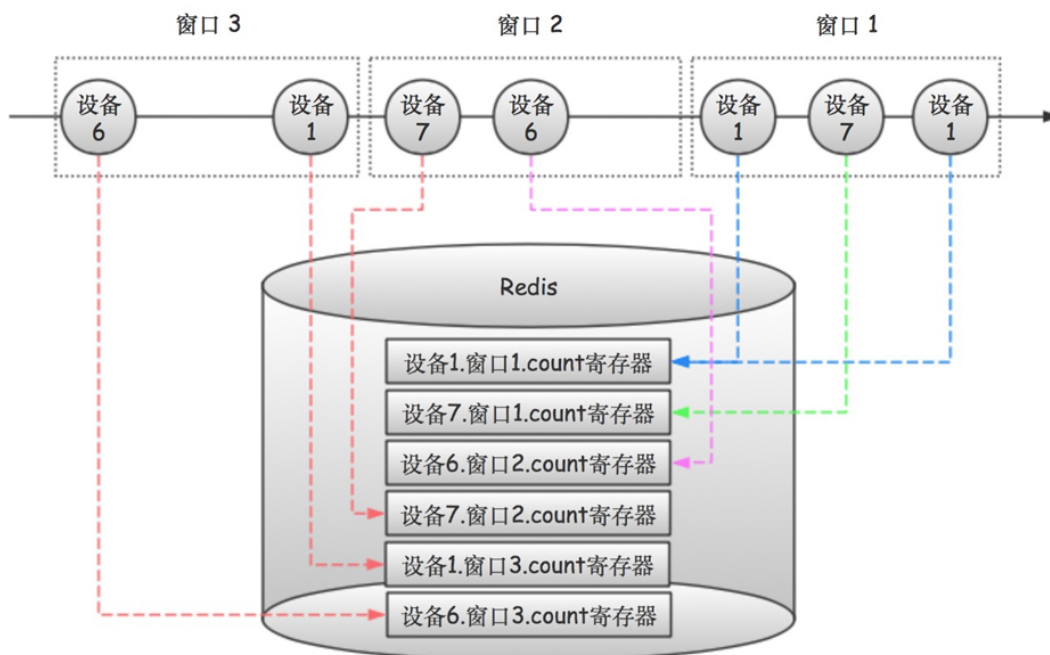 窗口 3
窗口 2
窗口 1
设备
6
设备
1
设备
7
设备
6
设备
1
设备
7
设备
1
Redis
设备1.窗口1.count寄存器
设备7.窗口1.count寄存器
设备6.窗口2.count寄存器
设备7.窗口2.count寄存器
设备1.窗口3.count寄存器
设备6.窗口3.count寄存器